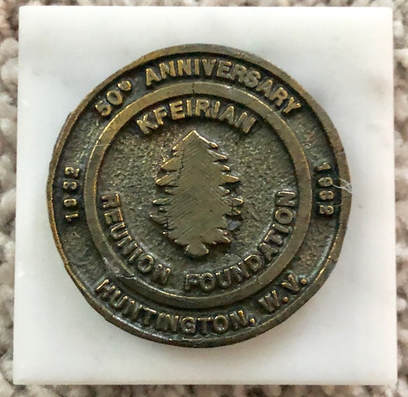 50th ANNIVERSARY
1932
1982
KFEIRIAN
REUNION FOUNDATION
HUNTINGTON, W.V.